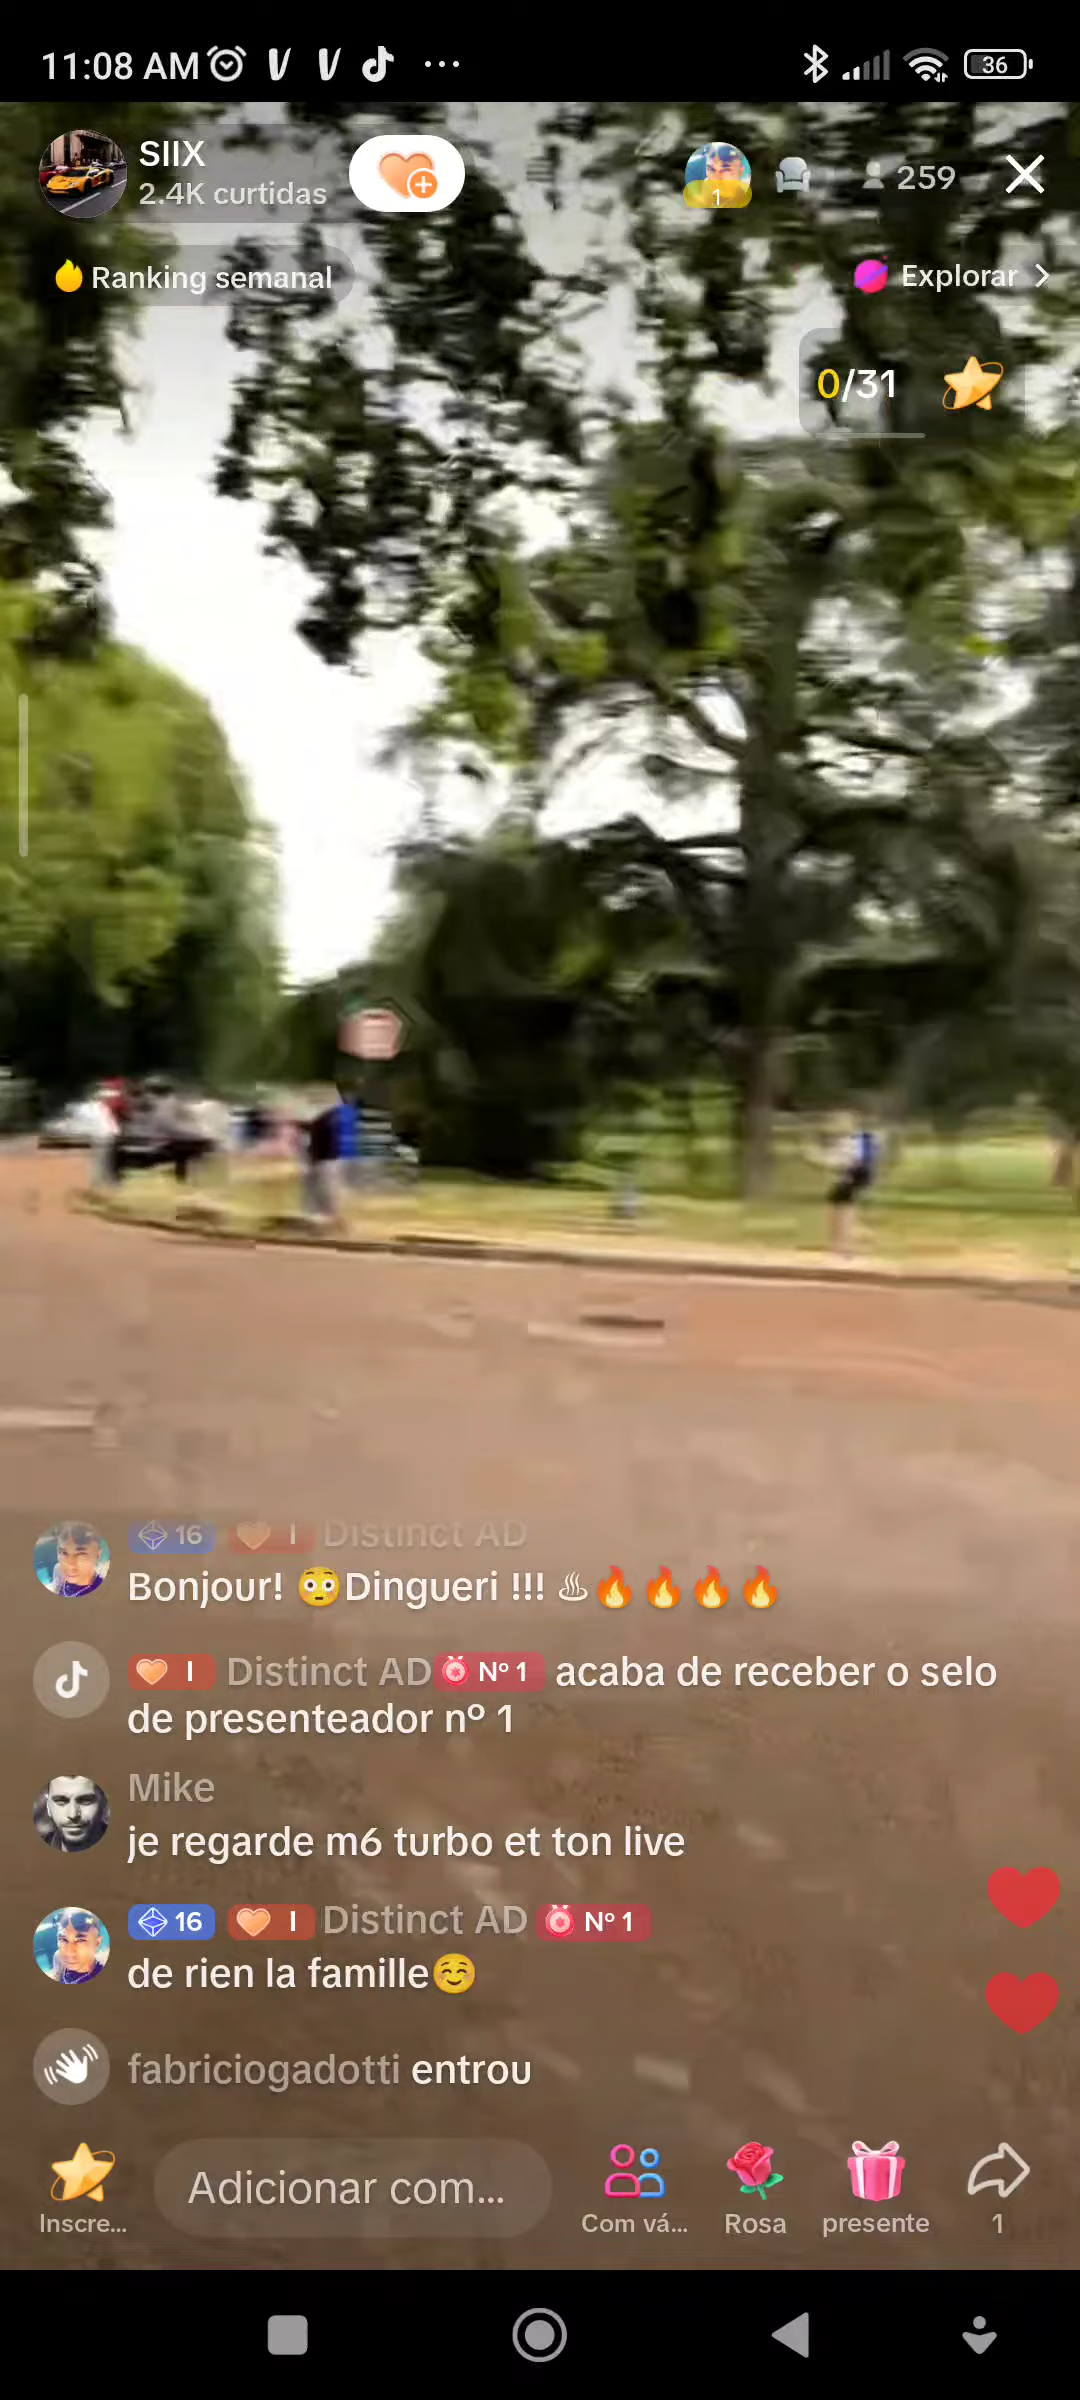 11:08 AM
36
SIIX
2.4K curtidas
1
259
Ranking semanal
Explorar
0/31
16 I Distinct AD
Bonjour! 😳Dingueri !!! ♨🔥🔥🔥🔥
I Distinct AD Nº 1 acaba de receber o selo
de presenteador nº 1
Mike
je regarde m6 turbo et ton live
16 I Distinct AD Nº 1
de rien la famille☺️
fabriciogadotti entrou
Inscre...
Adicionar com...
Com vá...
Rosa
presente
1